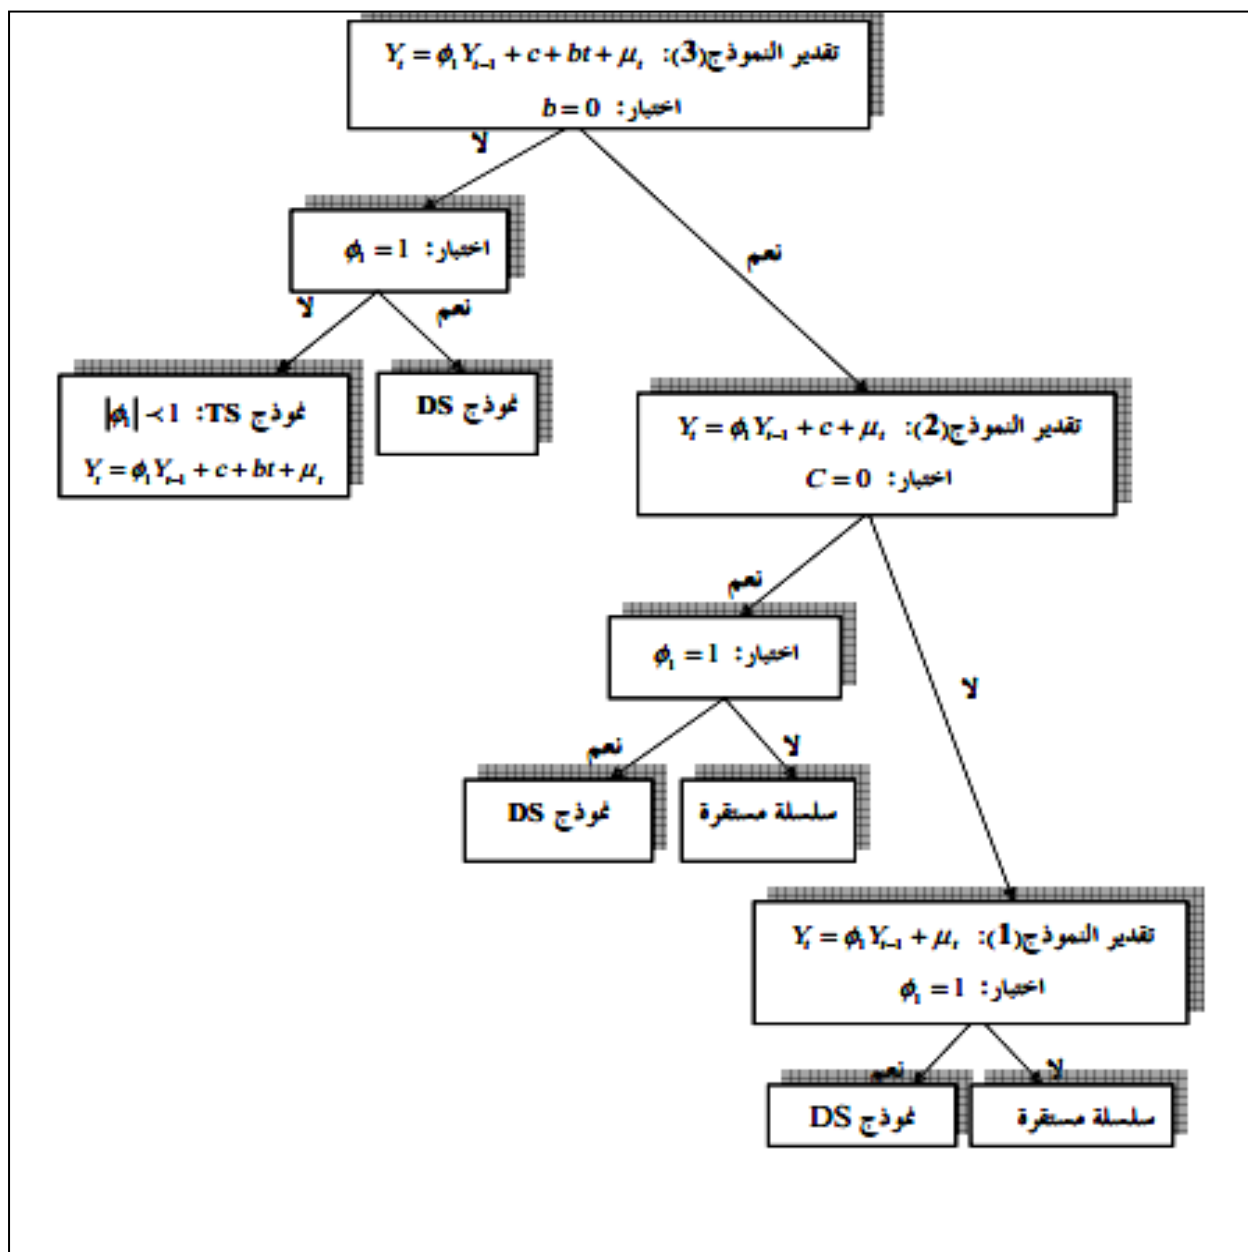 تقدير النموذج(3): Y_t = ϕ_1 Y_{t-1} + c + bt + μ_t
اختبار: b = 0
لا
نعم
اختبار: ϕ_1 = 1
لا
نعم
نموذج TS: |ϕ_1| ≺ 1
Y_t = ϕ_1 Y_{t-1} + c + bt + μ_t
نموذج DS
تقدير النموذج(2): Y_t = ϕ_1 Y_{t-1} + c + μ_t
اختبار: C = 0
نعم
لا
اختبار: ϕ_1 = 1
نعم
لا
نموذج DS
سلسلة مستقرة
تقدير النموذج(1): Y_t = ϕ_1 Y_{t-1} + μ_t
اختبار: ϕ_1 = 1
نعم
لا
نموذج DS
سلسلة مستقرة